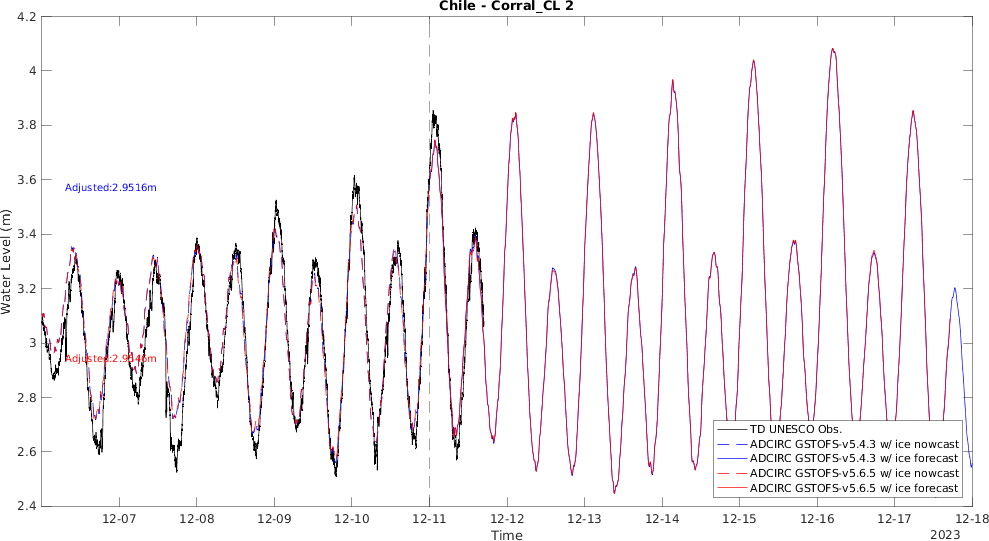 Chile - Corral_CL 2
4.2
4
3.8
3.6
3.4
3.2
3
2.8
2.6
2.4
Water Level (m)
Adjusted:2.9516m
Adjusted:2.9546m
TD UNESCO Obs.
ADCIRC GSTOFS-v5.4.3 w/ ice nowcast
ADCIRC GSTOFS-v5.4.3 w/ ice forecast
ADCIRC GSTOFS-v5.6.5 w/ ice nowcast
ADCIRC GSTOFS-v5.6.5 w/ ice forecast
12-07 12-08 12-09 12-10 12-11 12-12 12-13 12-14 12-15 12-16 12-17 12-18
Time
2023